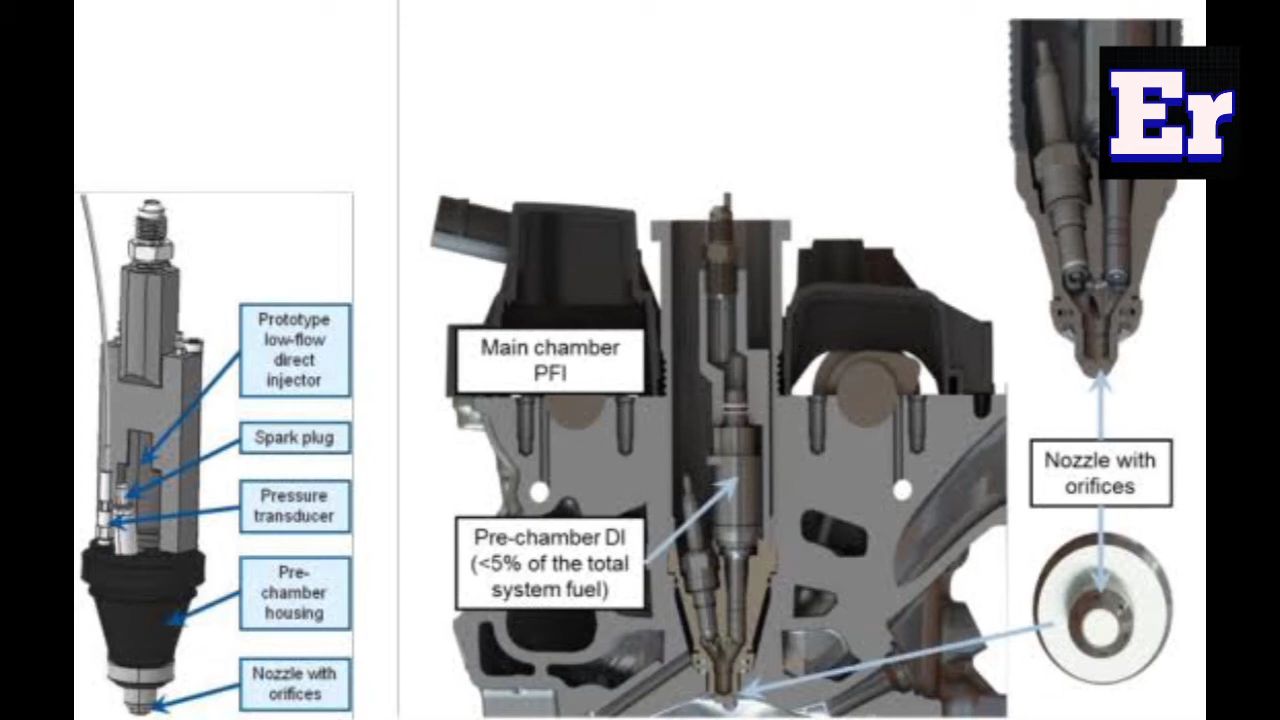 Er
Prototype
low-flow
direct
injector
Spark plug
Pressure
transducer
Pre-
chamber
housing
Nozzle with
orifices
Main chamber
PFI
Pre-chamber DI
(<5% of the total
system fuel)
Nozzle with
orifices